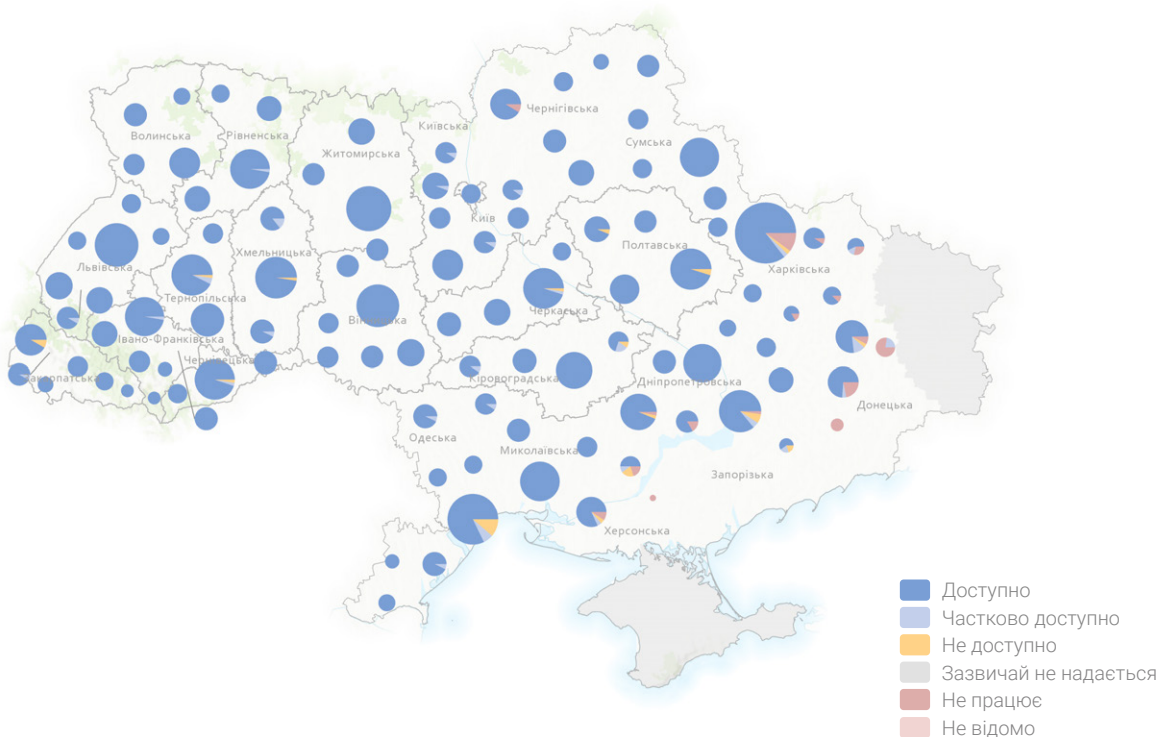 Чернігівська
Київська
Волинська
Рівненська
Сумська
Житомирська
Київ
Полтавська
Хмельницька
Львівська
Харківська
Тернопільська
Черкаська
Івано-Франківська
Чернівецька
Кіровоградська
Дніпропетровська
Донецька
Одеська
Миколаївська
Запорізька
Херсонська
Доступно
Частково доступно
Не доступно
Зазвичай не надається
Не працює
Не відомо